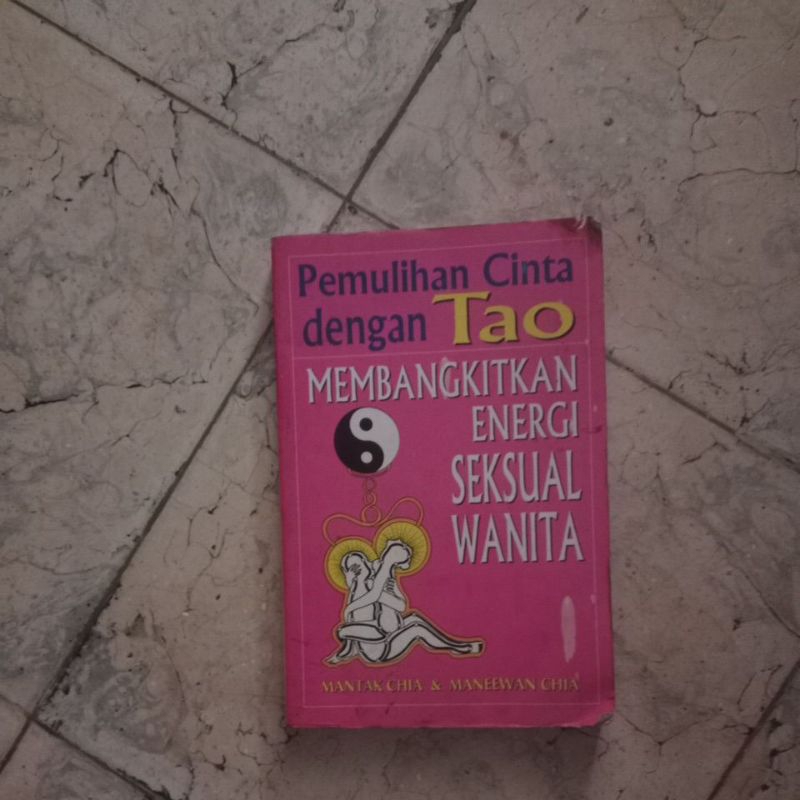 Pemulihan Cinta
dengan Tao
MEMBANGKITKAN
ENERGI
SEKSUAL
WANITA
MANTAK CHIA & MANEEWAN CHIA